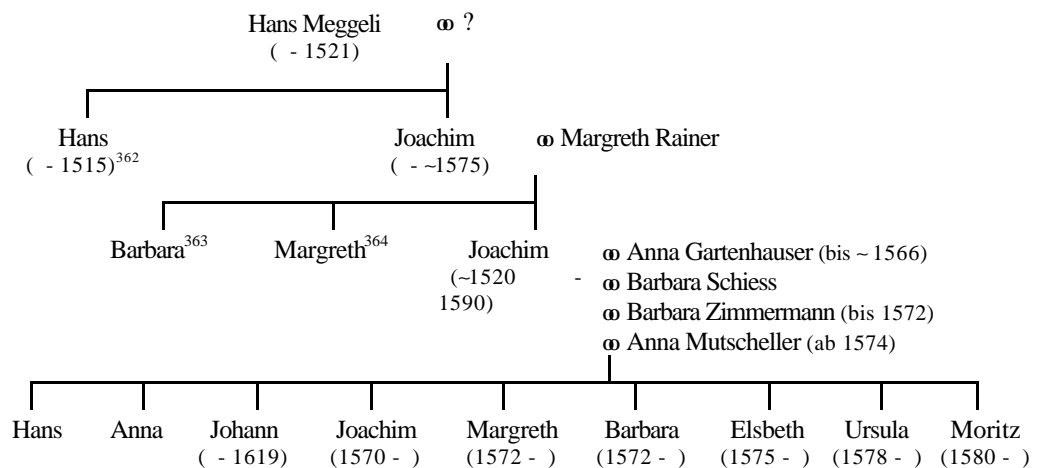 Hans Meggeli ⚭ ?
( - 1521)
Hans Joachim ⚭ Margreth Rainer
( - 1515)³⁶² ( - ~1575)
Barbara³⁶³ Margreth³⁶⁴ Joachim ⚭ Anna Gartenhauser (bis ~ 1566)
(~1520 - ⚭ Barbara Schiess
1590) ⚭ Barbara Zimmermann (bis 1572)
⚭ Anna Mutscheller (ab 1574)
Hans Anna Johann Joachim Margreth Barbara Elsbeth Ursula Moritz
( - 1619) (1570 - ) (1572 - ) (1572 - ) (1575 - ) (1578 - ) (1580 - )